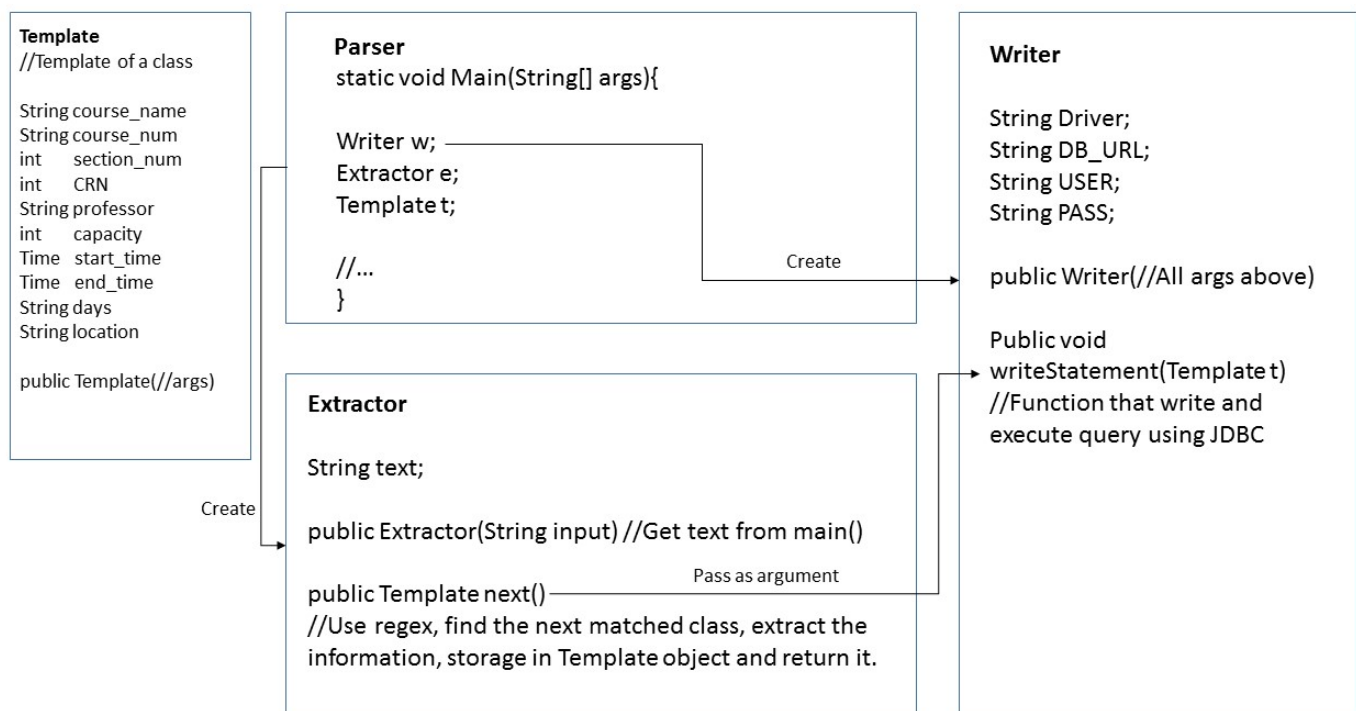 Template
//Template of a class
String course_name
String course_num
int section_num
int CRN
String professor
int capacity
Time start_time
Time end_time
String days
String location
public Template(//args)
Parser
static void Main(String[] args){
Writer w;
Extractor e;
Template t;
//...
}
Create
Create
Extractor
String text;
public Extractor(String input) //Get text from main()
public Template next()
Pass as argument
//Use regex, find the next matched class, extract the
information, storage in Template object and return it.
Writer
String Driver;
String DB_URL;
String USER;
String PASS;
public Writer(//All args above)
Public void
writeStatement(Template t)
//Function that write and
execute query using JDBC